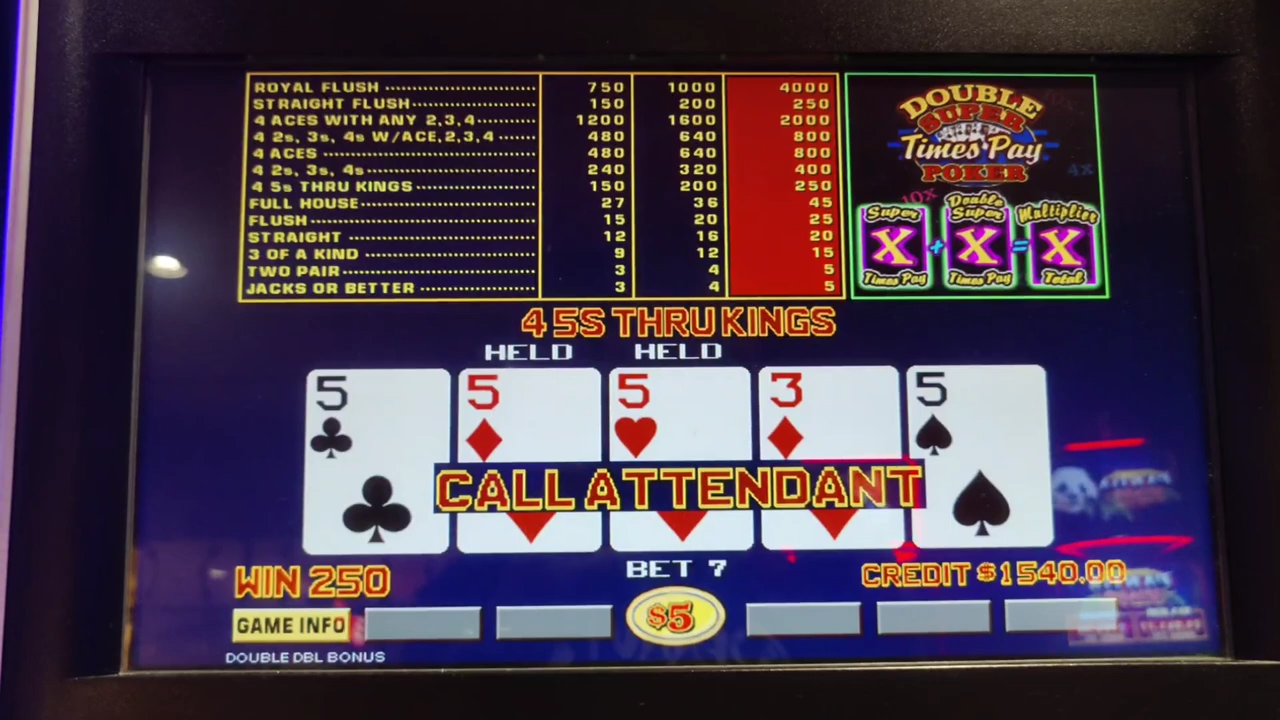 ROYAL FLUSH 750 1000 4000
STRAIGHT FLUSH 150 200 250
4 ACES WITH ANY 2,3,4 1200 1600 2000
4 2s, 3s, 4s W/ACE,2,3,4 480 640 800
4 ACES 480 640 800
4 2s, 3s, 4s 240 320 400
4 5s THRU KINGS 150 200 250
FULL HOUSE 27 36 45
FLUSH 15 20 25
STRAIGHT 12 16 20
3 OF A KIND 9 12 15
TWO PAIR 3 4 5
JACKS OR BETTER 3 4 5
DOUBLE
SUPER
Times Pay
POKER
4x
10x
Super Double Super Multiplier
X + X = X
Times Pay Times Pay Total
4 5S THRU KINGS
HELD HELD
5 5 5 3 5
CALL ATTENDANT
BET 7
WIN 250 CREDIT $1540.00
GAME INFO $5
DOUBLE DBL BONUS